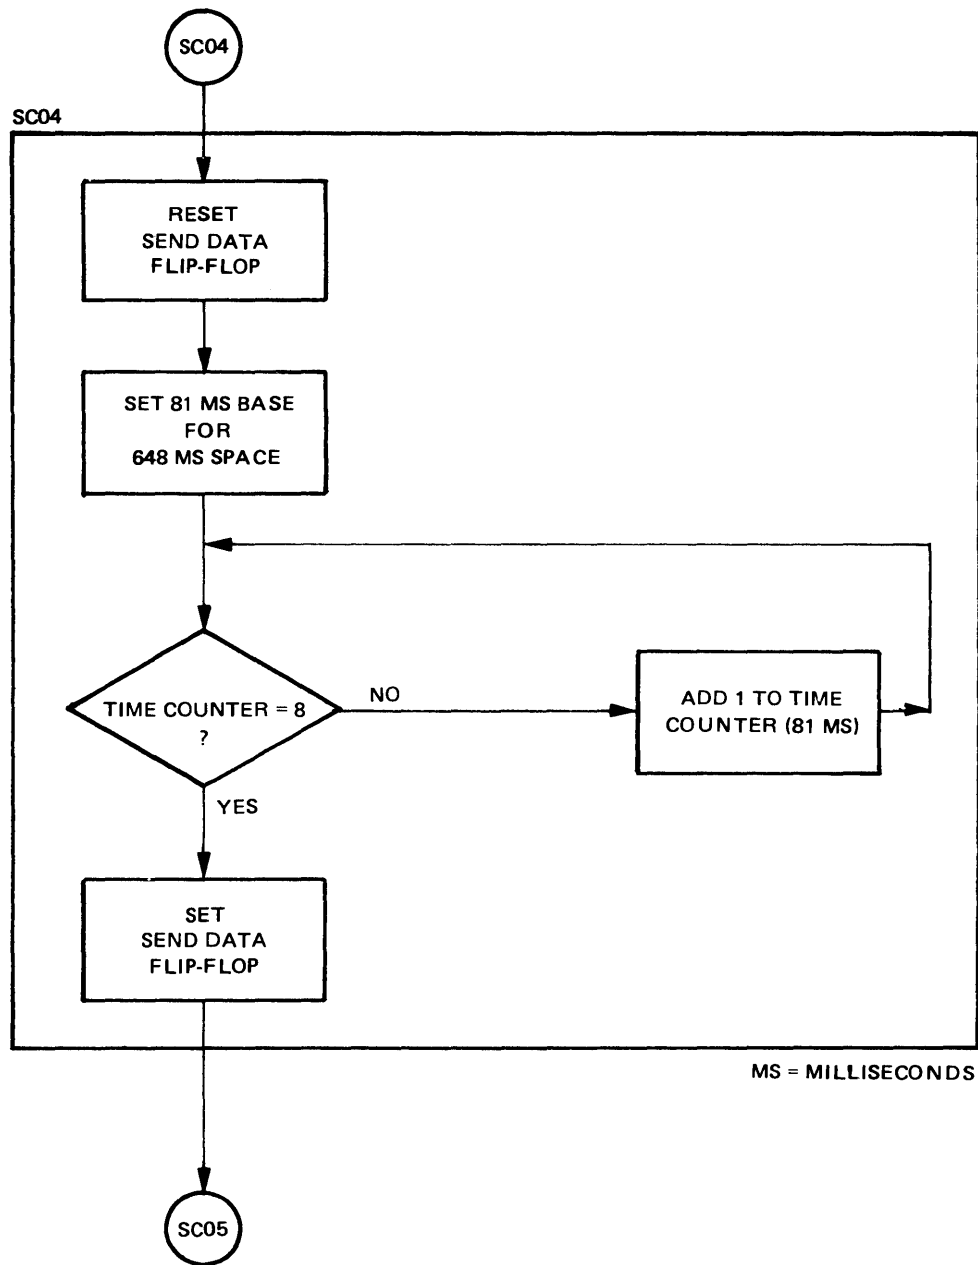 SC04
SC04
RESET
SEND DATA
FLIP-FLOP
SET 81 MS BASE
FOR
648 MS SPACE
TIME COUNTER = 8
?
NO
ADD 1 TO TIME
COUNTER (81 MS)
YES
SET
SEND DATA
FLIP-FLOP
MS = MILLISECONDS
SC05